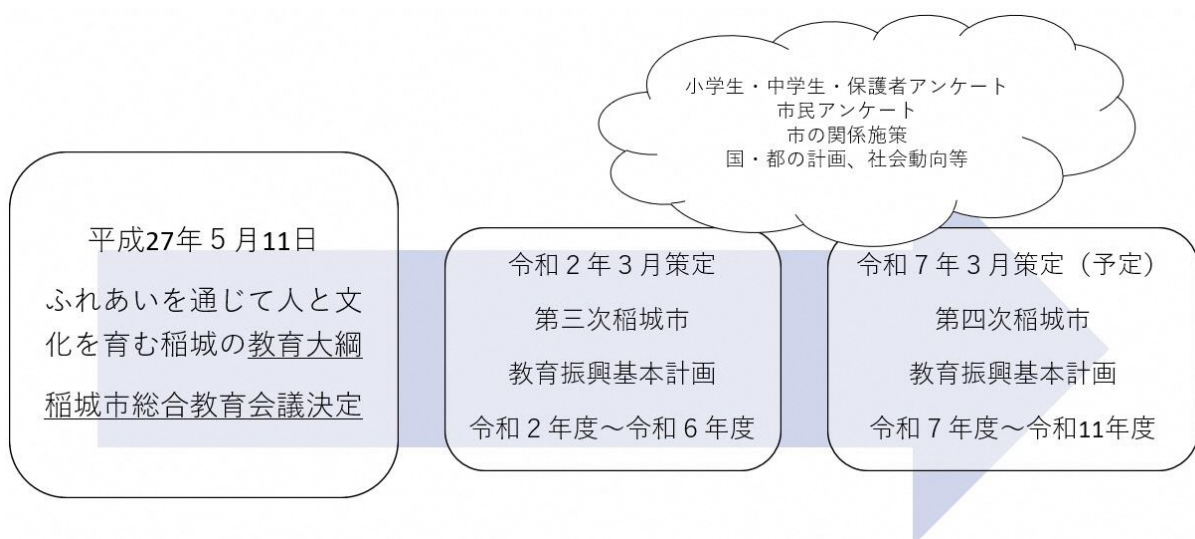 小学生・中学生・保護者アンケート
市民アンケート
市の関係施策
国・都の計画、社会動向等
平成27年５月11日
ふれあいを通じて人と文
化を育む稲城の教育大綱
稲城市総合教育会議決定
令和２年３月策定
第三次稲城市
教育振興基本計画
令和２年度～令和６年度
令和７年３月策定（予定）
第四次稲城市
教育振興基本計画
令和７年度～令和11年度